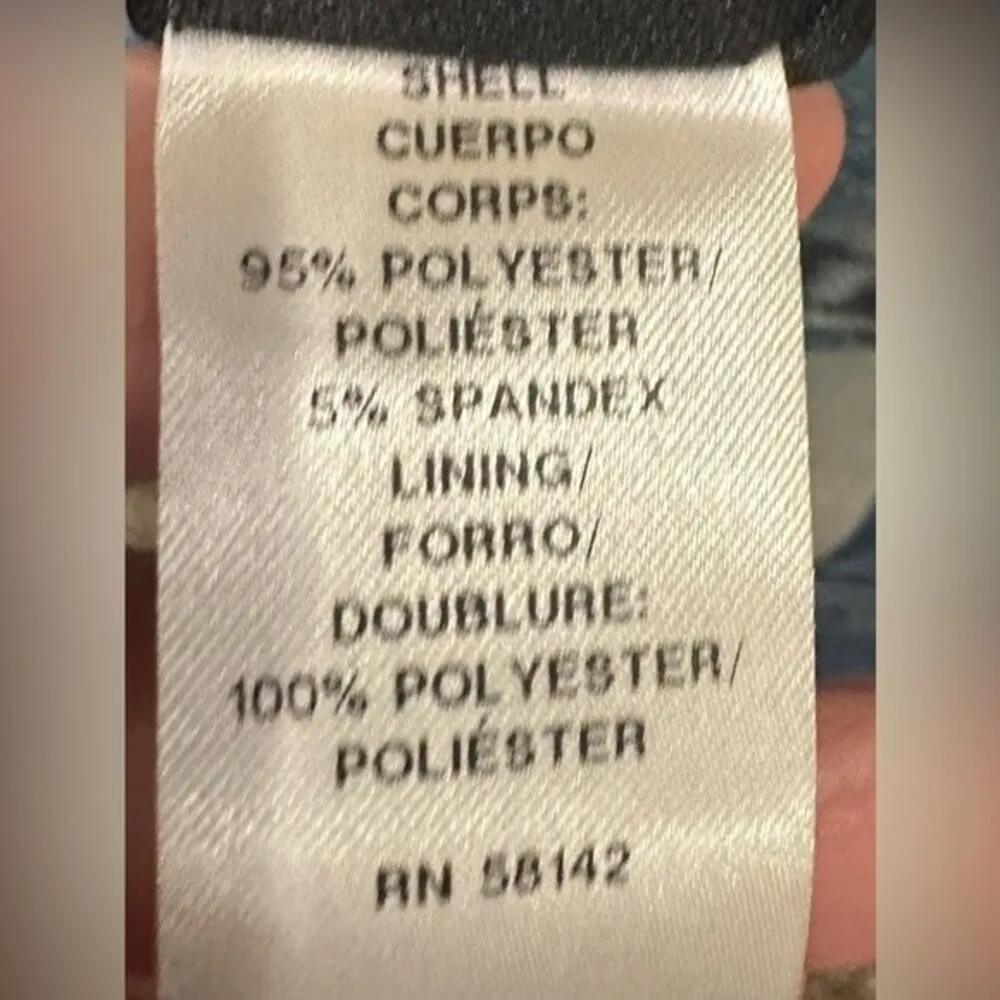 SHELL
CUERPO
CORPS:
95% POLYESTER/
POLIÉSTER
5% SPANDEX
LINING/
FORRO/
DOUBLURE:
100% POLYESTER/
POLIÉSTER
RN 58142